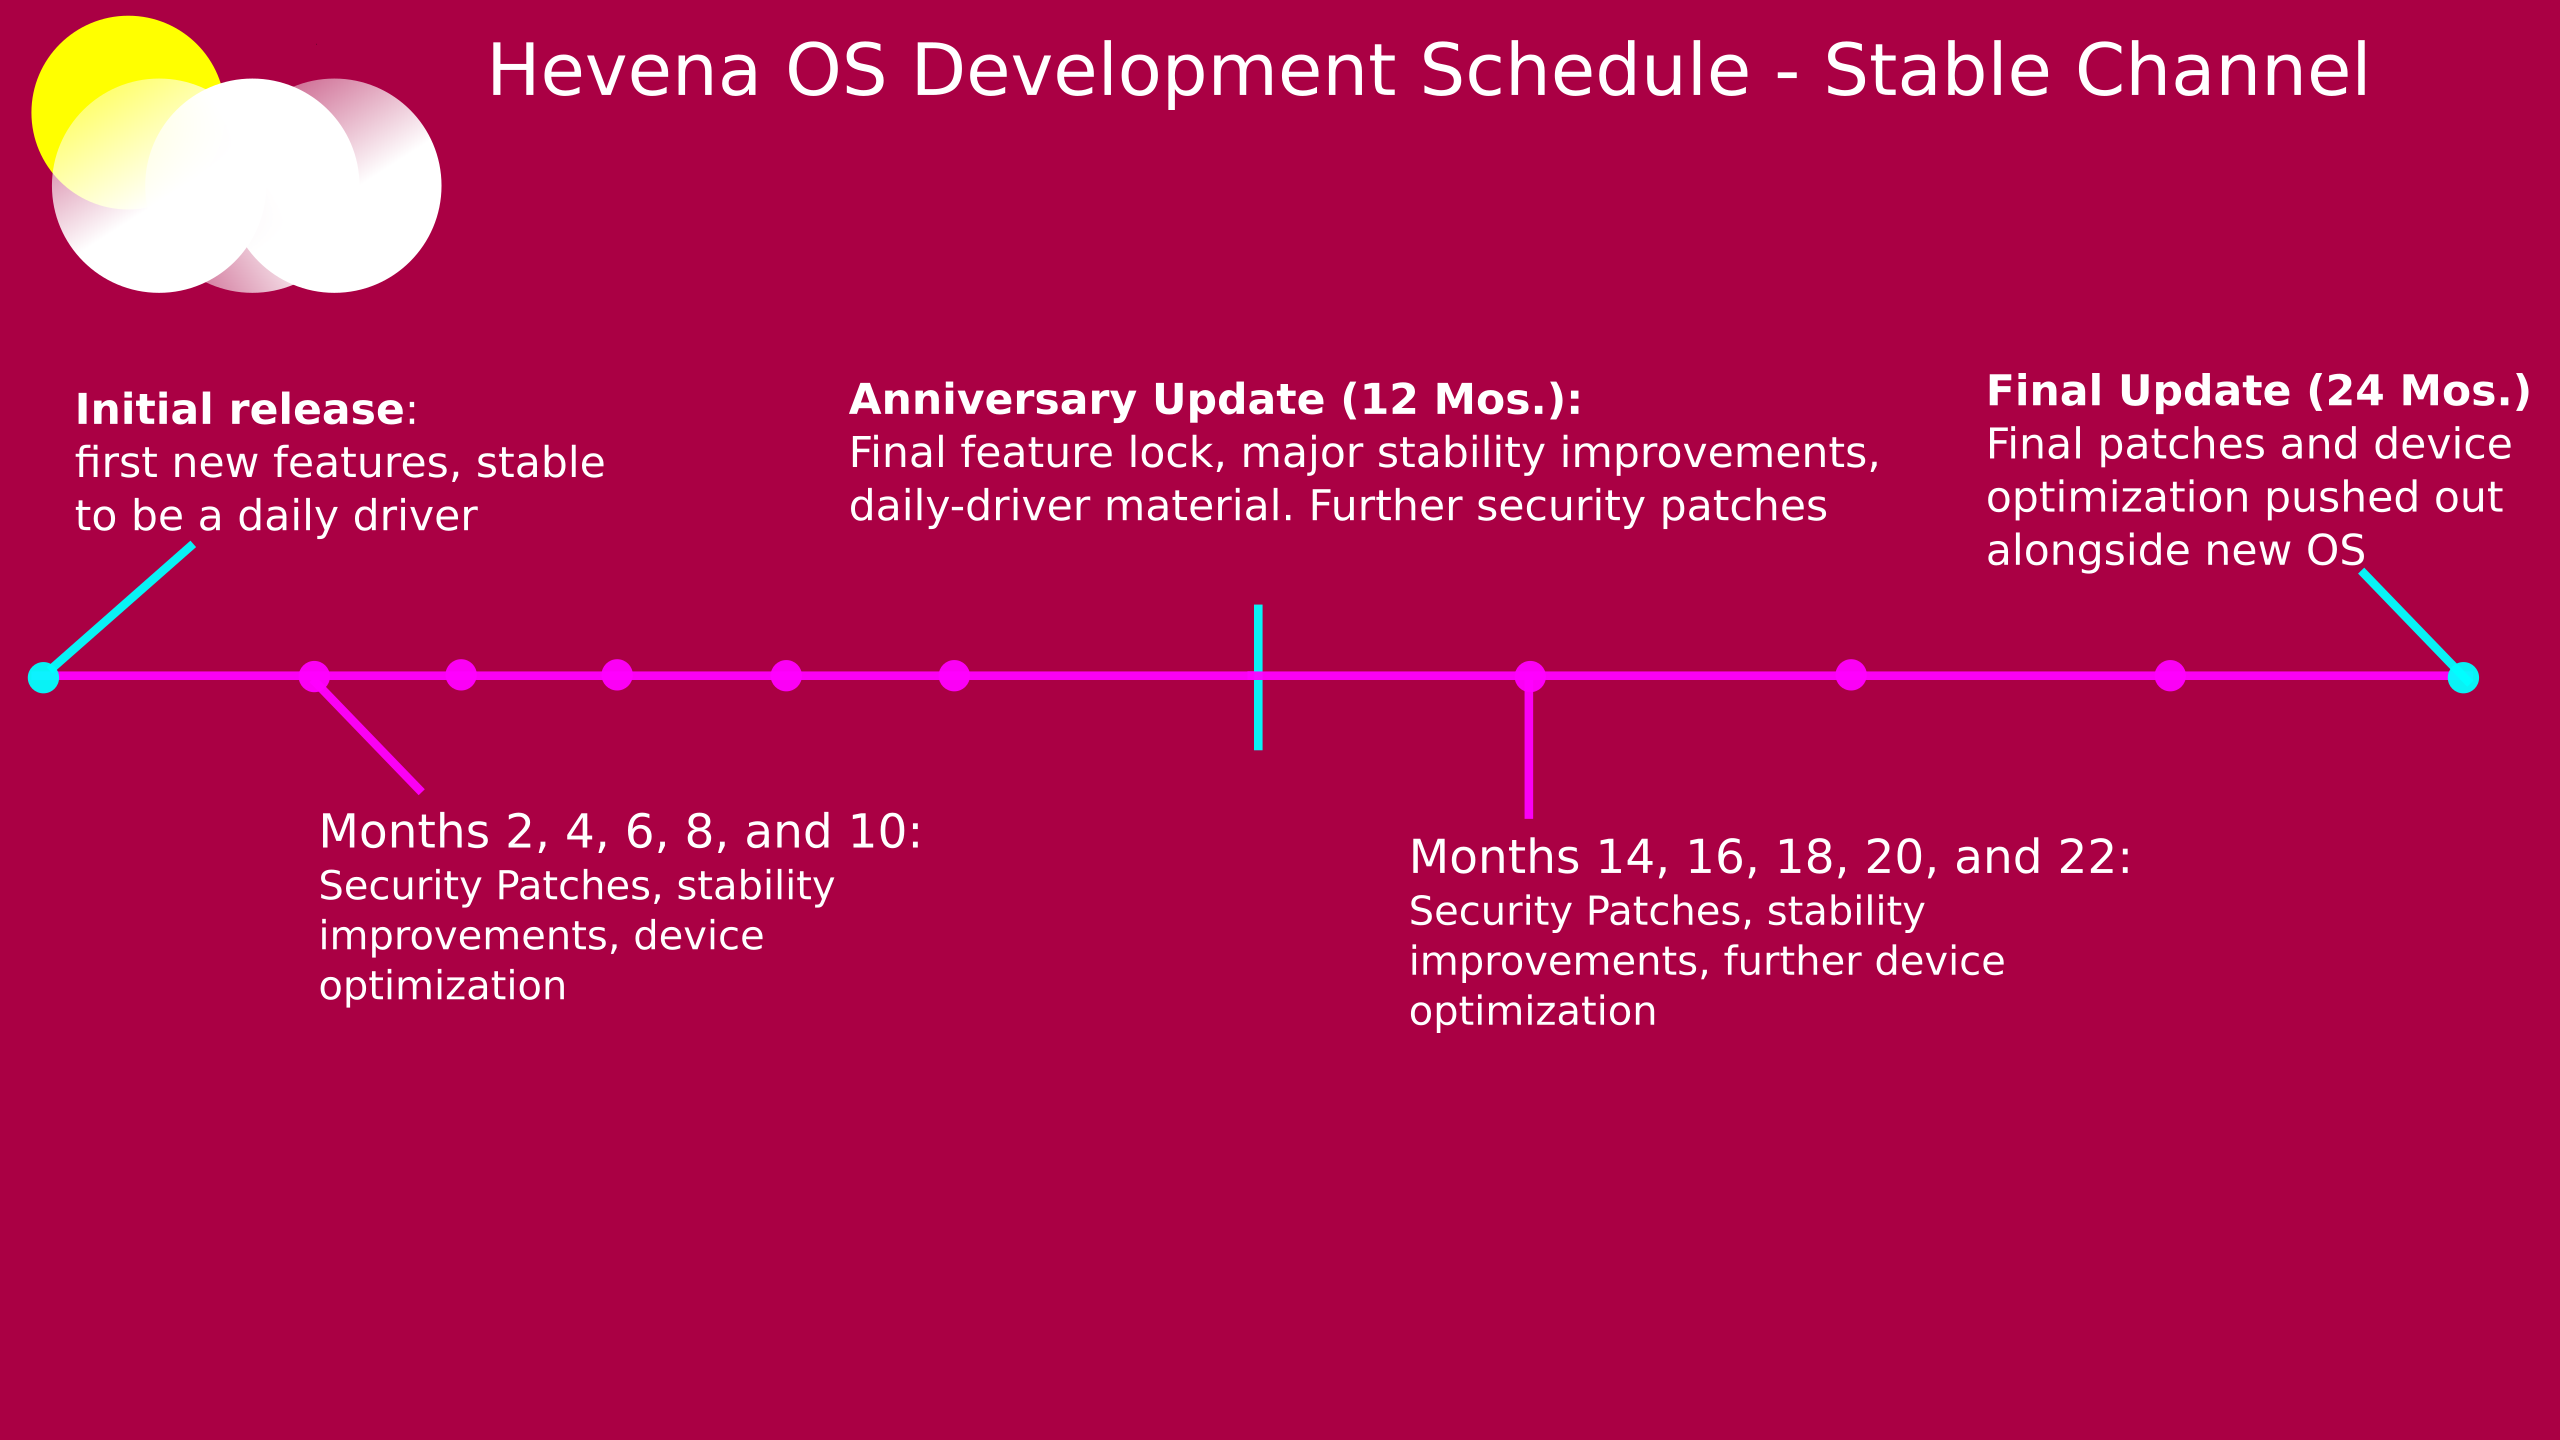 Hevena OS Development Schedule - Stable Channel
Initial release:
first new features, stable
to be a daily driver
Anniversary Update (12 Mos.):
Final feature lock, major stability improvements,
daily-driver material. Further security patches
Final Update (24 Mos.)
Final patches and device
optimization pushed out
alongside new OS
Months 2, 4, 6, 8, and 10:
Security Patches, stability
improvements, device
optimization
Months 14, 16, 18, 20, and 22:
Security Patches, stability
improvements, further device
optimization